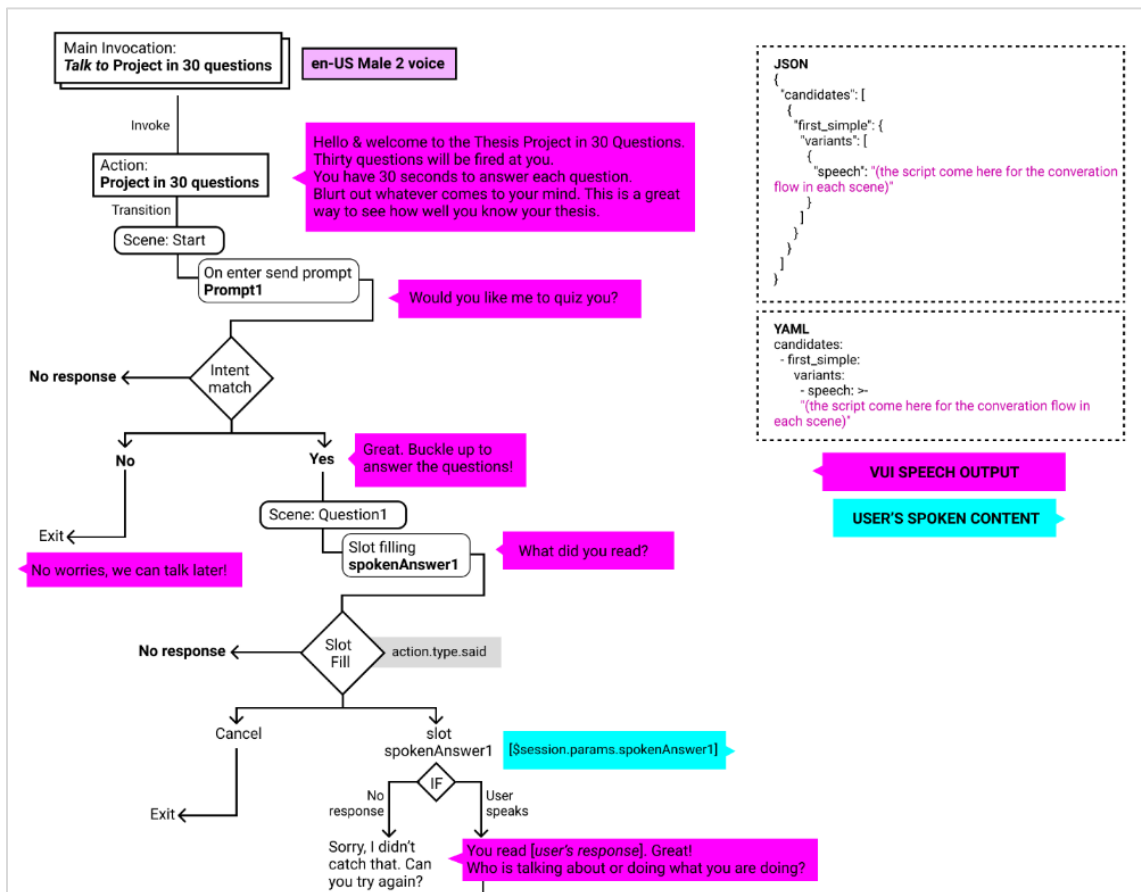 Main Invocation:
Talk to Project in 30 questions
en-US Male 2 voice
Invoke
Hello & welcome to the Thesis Project in 30 Questions.
Thirty questions will be fired at you.
You have 30 seconds to answer each question.
Blurt out whatever comes to your mind. This is a great
way to see how well you know your thesis.
Action:
Project in 30 questions
Transition
Scene: Start
On enter send prompt
Prompt1
Would you like me to quiz you?
Intent
match
No response
No
Yes
Great. Buckle up to
answer the questions!
Exit
No worries, we can talk later!
Scene: Question1
Slot filling
spokenAnswer1
What did you read?
Slot
Fill
No response
action.type.said
Cancel
slot
spokenAnswer1
[$session.params.spokenAnswer1]
Exit
IF
No
response
User
speaks
Sorry, I didn't
catch that. Can
you try again?
You read [user's response]. Great!
Who is talking about or doing what you are doing?
JSON
{
"candidates": [
{
"first_simple": {
"variants": [
{
"speech": "(the script come here for the converation
flow in each scene)"
}
]
}
}
]
}
YAML
candidates:
- first_simple:
variants:
- speech: >-
"(the script come here for the converation flow in
each scene)"
VUI SPEECH OUTPUT
USER'S SPOKEN CONTENT